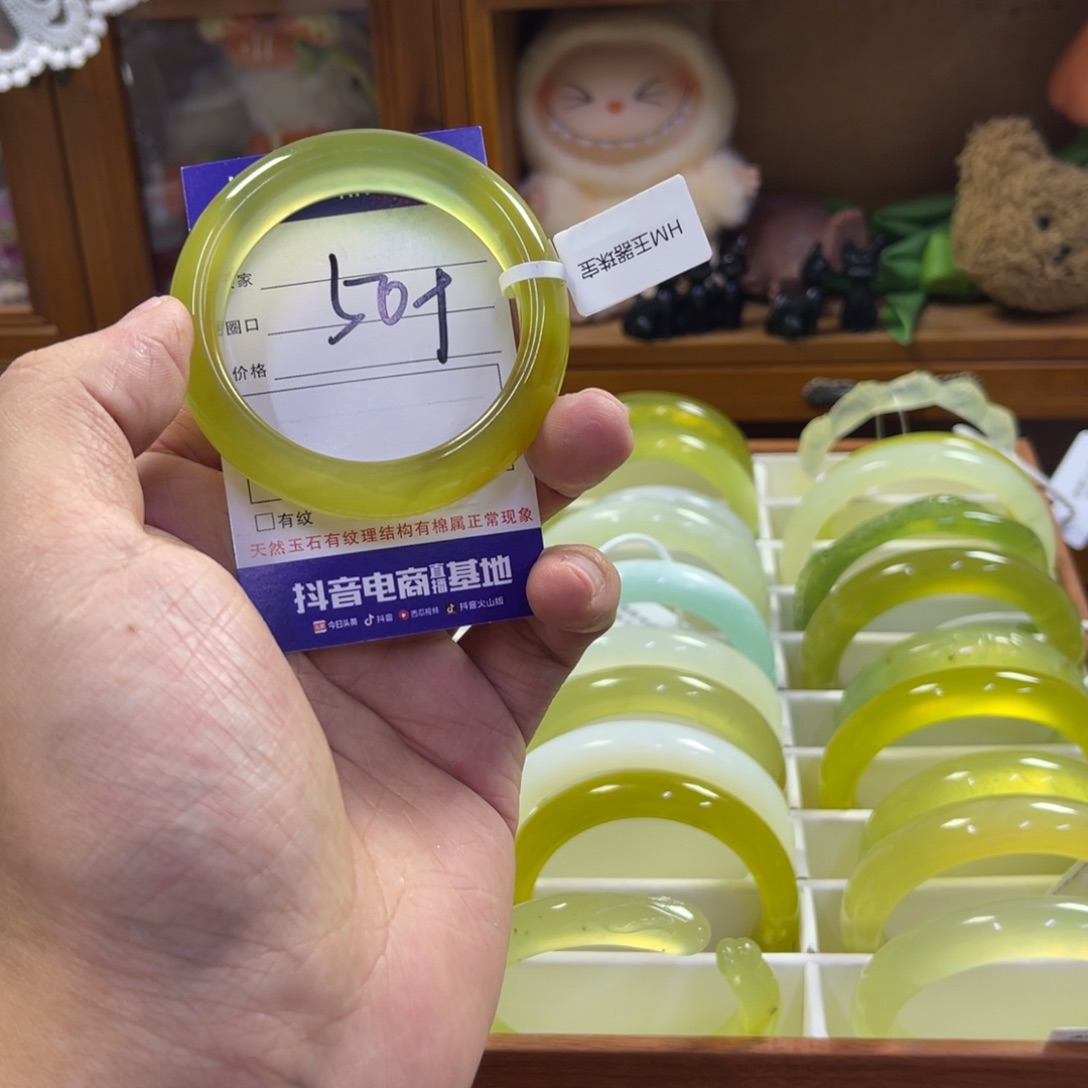 家
圈口
价格
501
HM玉器珠宝
有纹
天然玉石有纹理结构有棉属正常现象
抖音电商直播基地
今日头条 抖音 西瓜视频 抖音火山版